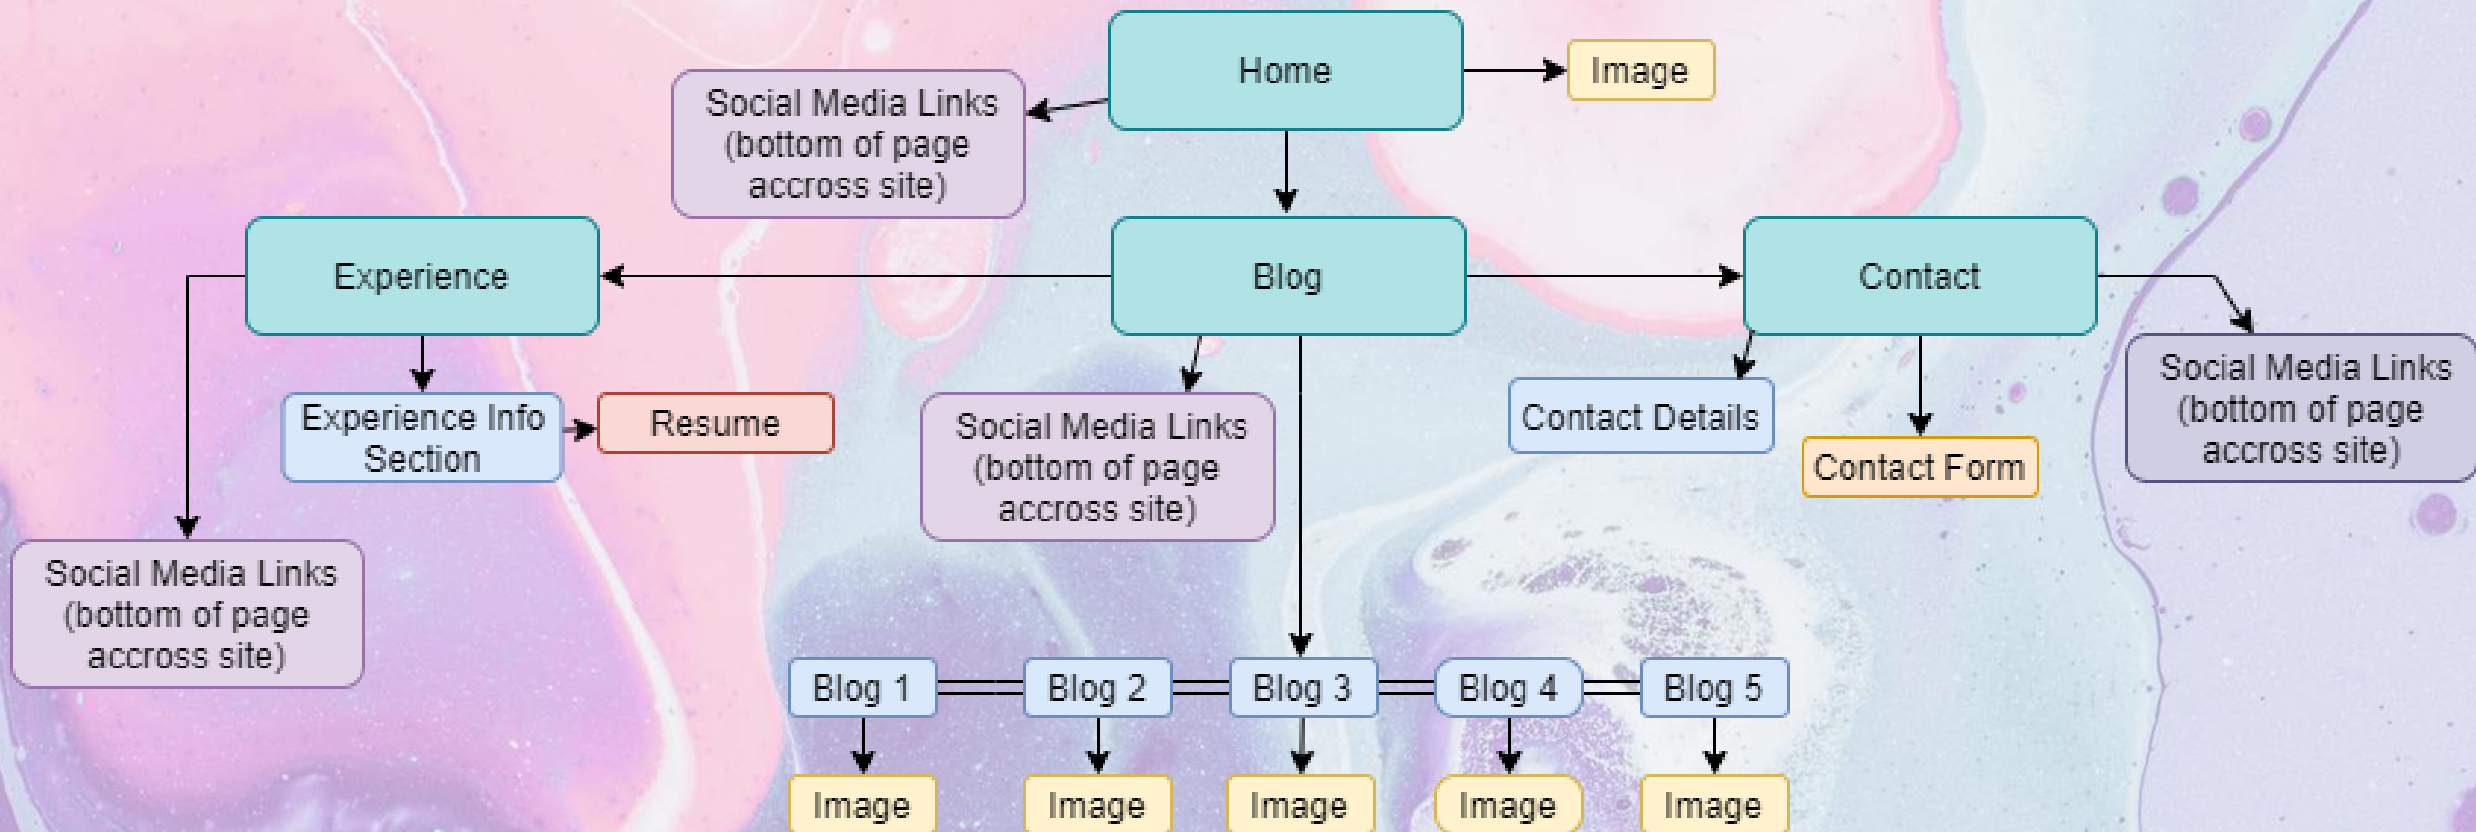 Home
Image
Social Media Links
(bottom of page
accross site)
Experience
Blog
Contact
Experience Info
Section
Resume
Social Media Links
(bottom of page
accross site)
Contact Details
Contact Form
Social Media Links
(bottom of page
accross site)
Social Media Links
(bottom of page
accross site)
Blog 1
Blog 2
Blog 3
Blog 4
Blog 5
Image
Image
Image
Image
Image